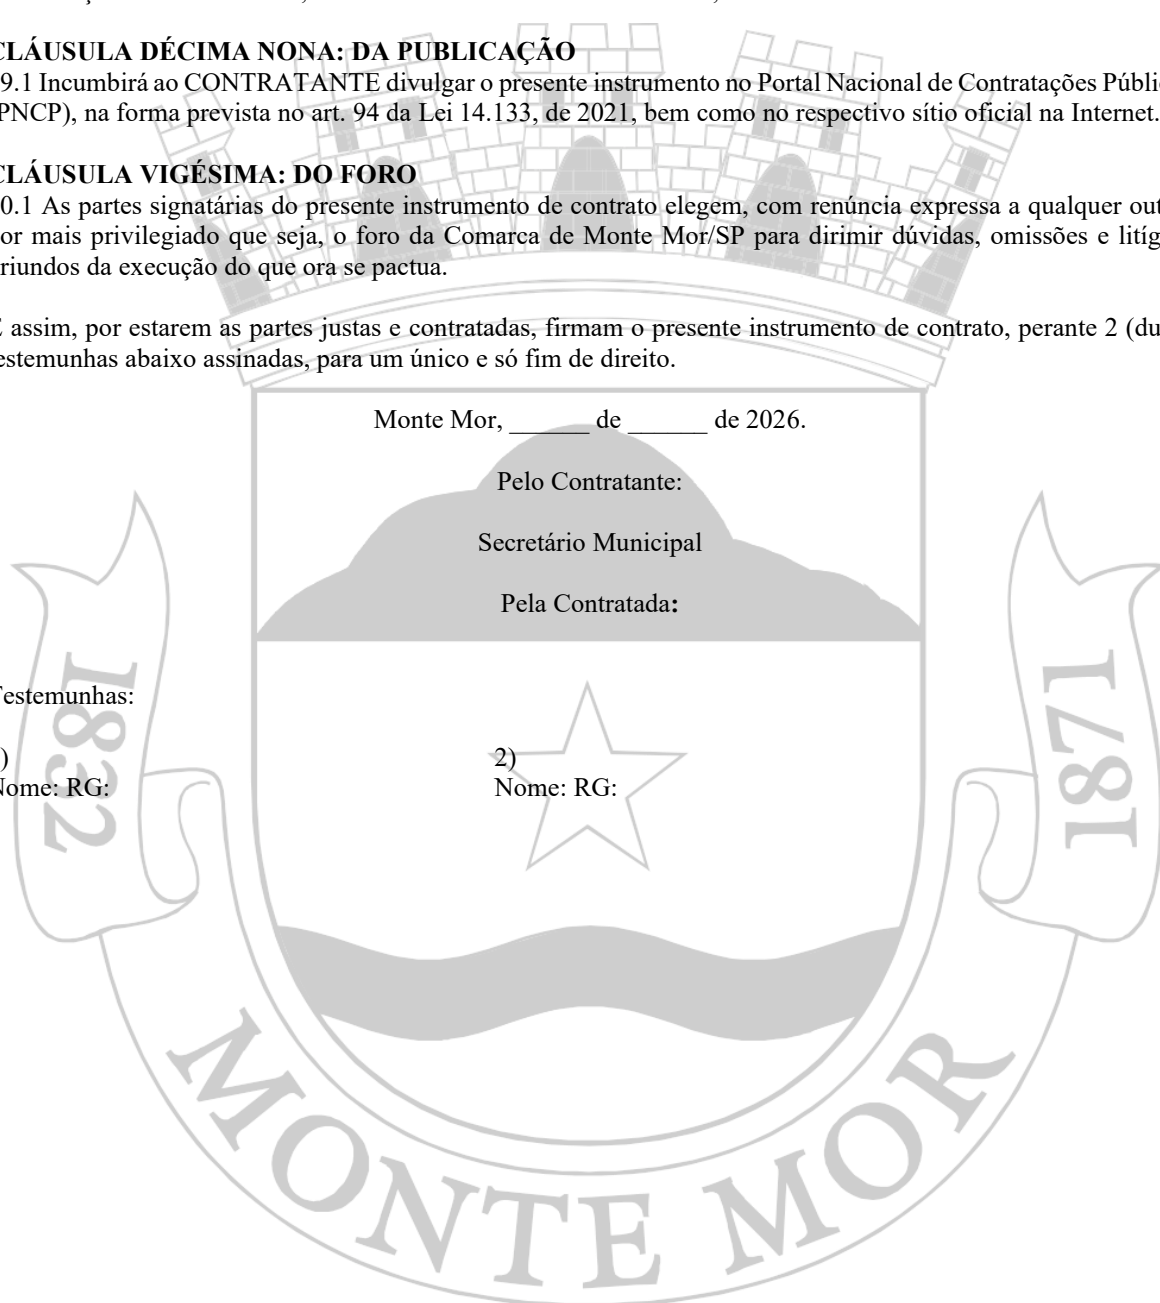 CLÁUSULA DÉCIMA NONA: DA PUBLICAÇÃO
9.1 Incumbirá ao CONTRATANTE divulgar o presente instrumento no Portal Nacional de Contratações Públi
PNCP), na forma prevista no art. 94 da Lei 14.133, de 2021, bem como no respectivo sítio oficial na Internet.
CLÁUSULA VIGÉSIMA: DO FORO
0.1 As partes signatárias do presente instrumento de contrato elegem, com renúncia expressa a qualquer out
or mais privilegiado que seja, o foro da Comarca de Monte Mor/SP para dirimir dúvidas, omissões e litíg
riundos da execução do que ora se pactua.
E assim, por estarem as partes justas e contratadas, firmam o presente instrumento de contrato, perante 2 (du
testemunhas abaixo assinadas, para um único e só fim de direito.
Monte Mor, ______ de ______ de 2026.
Pelo Contratante:
Secretário Municipal
Pela Contratada:
Testemunhas:
) 2)
Nome: RG: Nome: RG:
1832
1871
MONTE MOR